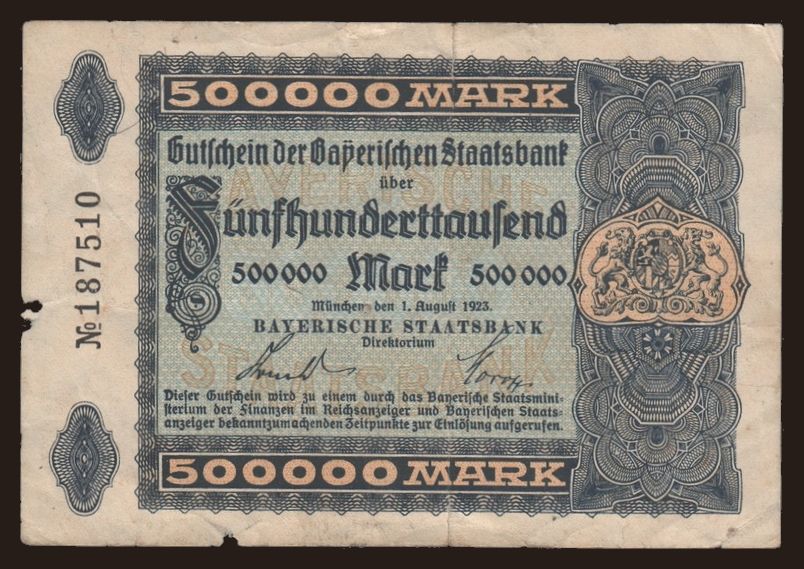 500000 MARK
Gutschein der Bayerischen Staatsbank
über
Fünfhunderttausend
500000 Mark 500000
München den 1. August 1923.
BAYERISCHE STAATSBANK
Direktorium
Dieser Gutschein wird zu einem durch das Bayerische Staatsmini-
sterium der Finanzen im Reichsanzeiger und Bayerischen Staats-
anzeiger bekanntzumachenden Zeitpunkte zur Einlösung aufgerufen.
500000 MARK
№187510
BAYERISCHE
STAATSBANK